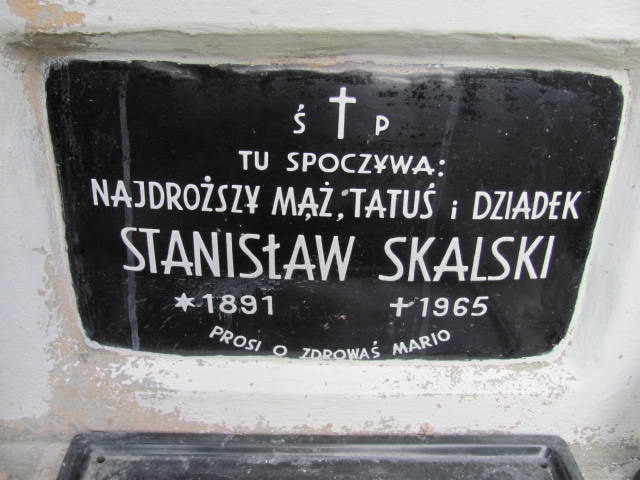 Ś P
TU SPOCZYWA:
NAJDROŻSZY MĄŻ, TATUŚ i DZIADEK
STANISŁAW SKALSKI
*1891 +1965
PROSI O ZDROWAŚ MARIO